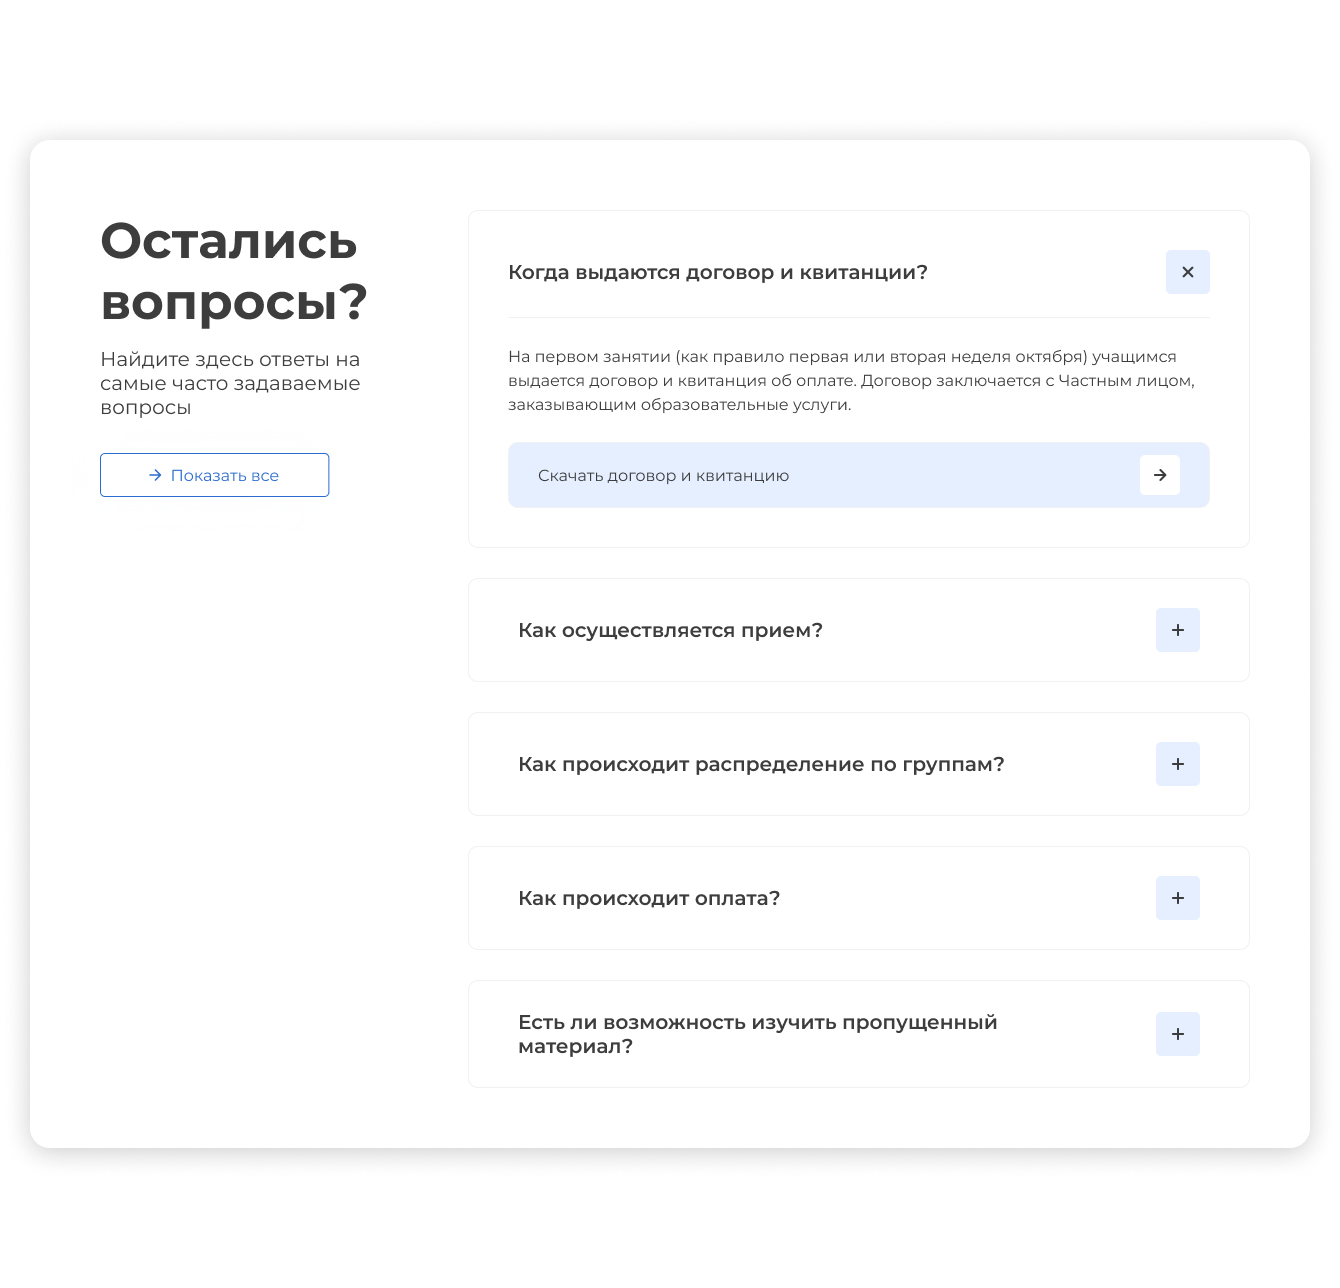 Остались
вопросы?
Найдите здесь ответы на
самые часто задаваемые
вопросы
Показать все
Когда выдаются договор и квитанции?
На первом занятии (как правило первая или вторая неделя октября) учащимся
выдается договор и квитанция об оплате. Договор заключается с Частным лицом,
заказывающим образовательные услуги.
Скачать договор и квитанцию
Как осуществляется прием?
Как происходит распределение по группам?
Как происходит оплата?
Есть ли возможность изучить пропущенный
материал?